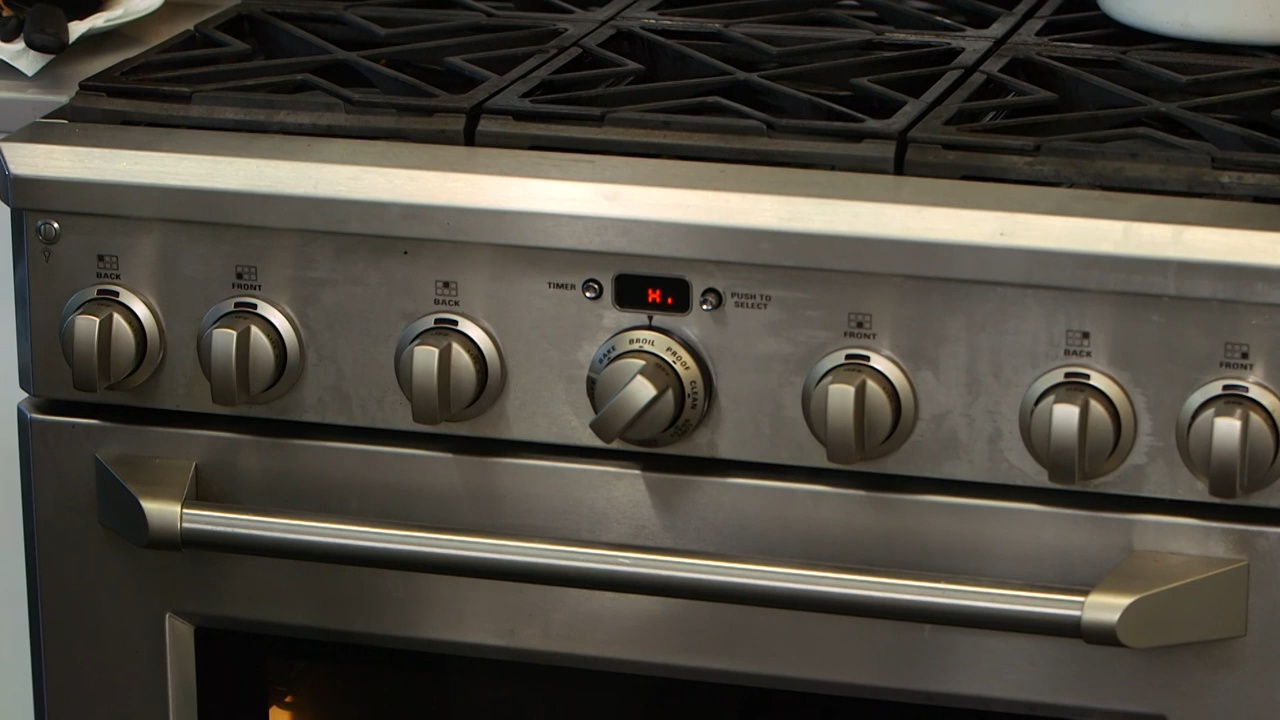 BACK
FRONT
BACK
TIMER
Hi
PUSH TO
SELECT
BAKE
BROIL
PROOF
CLEAN
FRONT
BACK
FRONT